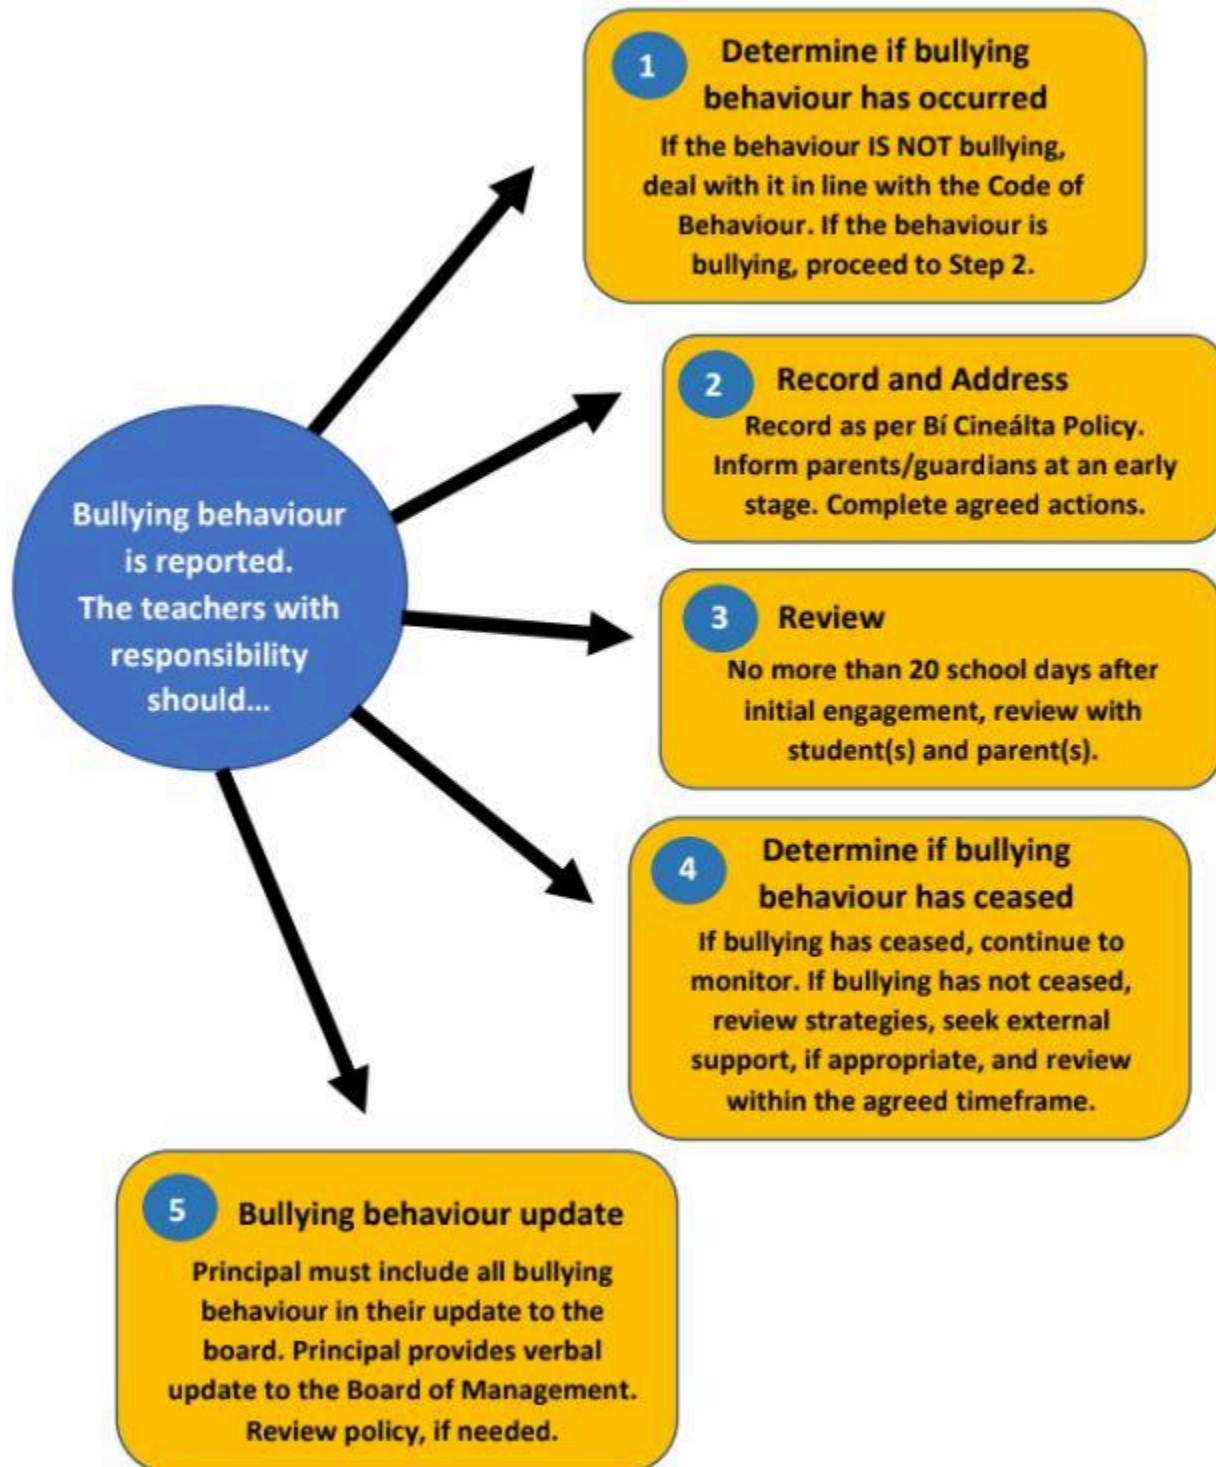 Bullying behaviour
is reported.
The teachers with
responsibility
should...
1
Determine if bullying
behaviour has occurred
If the behaviour IS NOT bullying,
deal with it in line with the Code of
Behaviour. If the behaviour is
bullying, proceed to Step 2.
2
Record and Address
Record as per Bí Cineálta Policy.
Inform parents/guardians at an early
stage. Complete agreed actions.
3
Review
No more than 20 school days after
initial engagement, review with
student(s) and parent(s).
4
Determine if bullying
behaviour has ceased
If bullying has ceased, continue to
monitor. If bullying has not ceased,
review strategies, seek external
support, if appropriate, and review
within the agreed timeframe.
5
Bullying behaviour update
Principal must include all bullying
behaviour in their update to the
board. Principal provides verbal
update to the Board of Management.
Review policy, if needed.